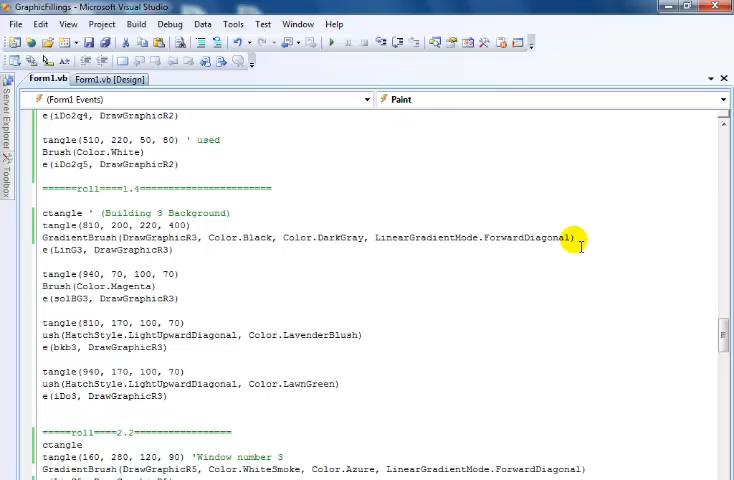 GraphicFillings - Microsoft Visual Studio
File Edit View Project Build Debug Data Tools Test Window Help
Form1.vb Form1.vb [Design]
(Form1 Events) Paint
Server Explorer
Toolbox
e(iDo2q4, DrawGraphicR2)
tangle(510, 220, 50, 80) ' used
Brush(Color.White)
e(iDo2q5, DrawGraphicR2)
======roll====1.4=======================
ctangle ' (Building 3 Background)
tangle(810, 200, 220, 400)
GradientBrush(DrawGraphicR3, Color.Black, Color.DarkGray, LinearGradientMode.ForwardDiagonal)
e(LinG3, DrawGraphicR3)
tangle(940, 70, 100, 70)
Brush(Color.Magenta)
e(solBG3, DrawGraphicR3)
tangle(810, 170, 100, 70)
ush(HatchStyle.LightUpwardDiagonal, Color.LavenderBlush)
e(bkb3, DrawGraphicR3)
tangle(940, 170, 100, 70)
ush(HatchStyle.LightUpwardDiagonal, Color.LawnGreen)
e(iDo3, DrawGraphicR3)
=====roll====2.2=================
ctangle
tangle(160, 280, 120, 90) 'Window number 3
GradientBrush(DrawGraphicR5, Color.WhiteSmoke, Color.Azure, LinearGradientMode.ForwardDiagonal)